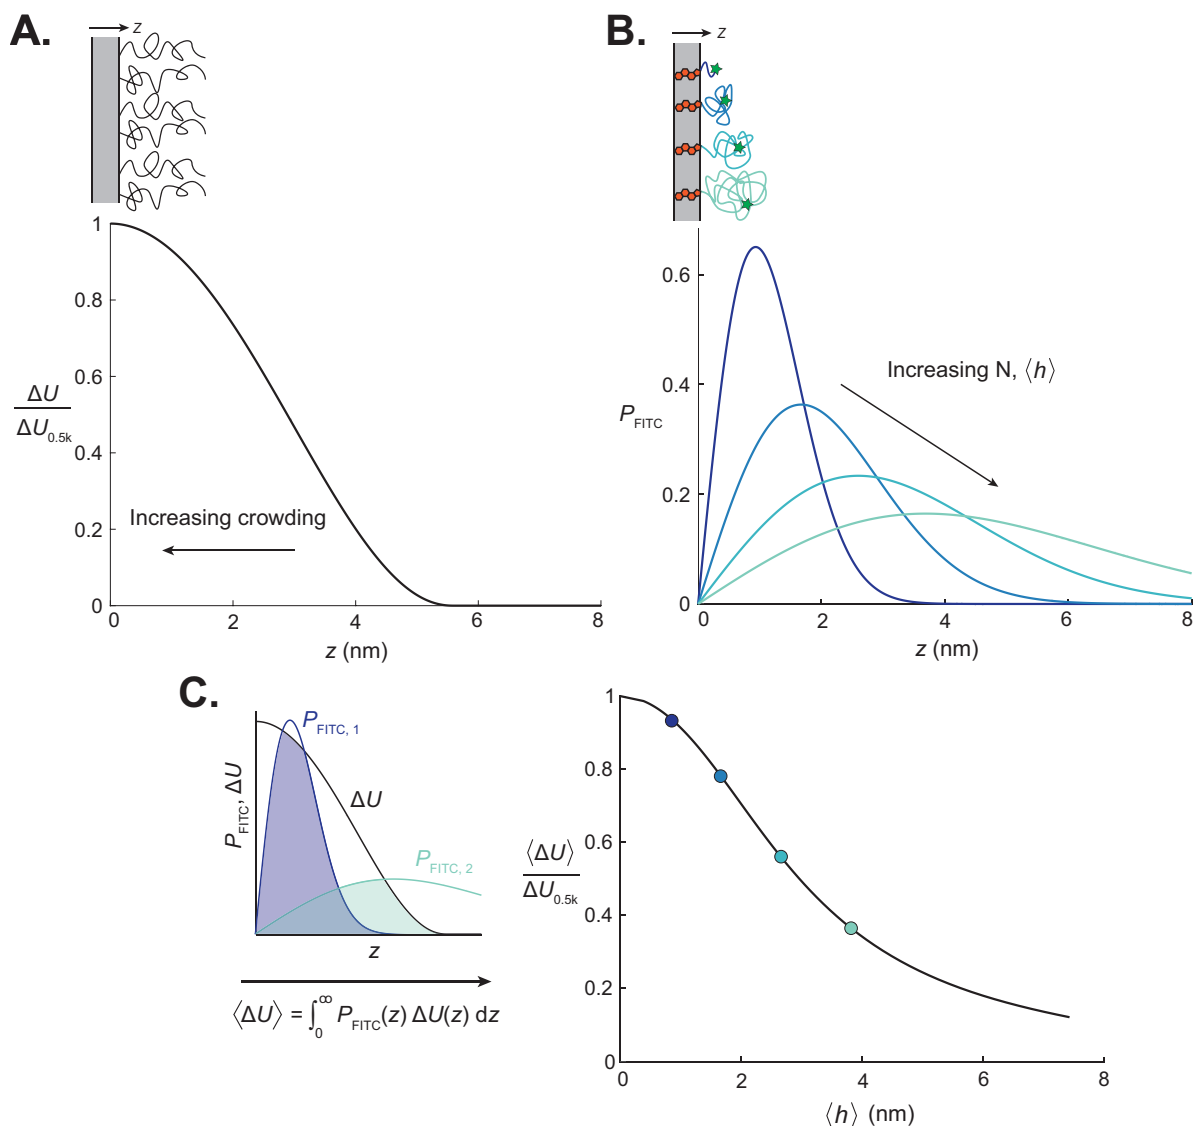 A.
z
1
0.8
0.6
ΔU
ΔU0.5k
0.4
0.2
0
Increasing crowding
0 2 4 6 8
z (nm)
B.
z
0.6
0.4
PFITC
0.2
0
Increasing N, ⟨h⟩
0 2 4 6 8
z (nm)
C.
PFITC, ΔU
PFITC, 1
ΔU
PFITC, 2
z
⟨ΔU⟩ = ∫0∞ PFITC(z) ΔU(z) dz
1
0.8
0.6
⟨ΔU⟩
ΔU0.5k
0.4
0.2
0
0 2 4 6 8
⟨h⟩ (nm)